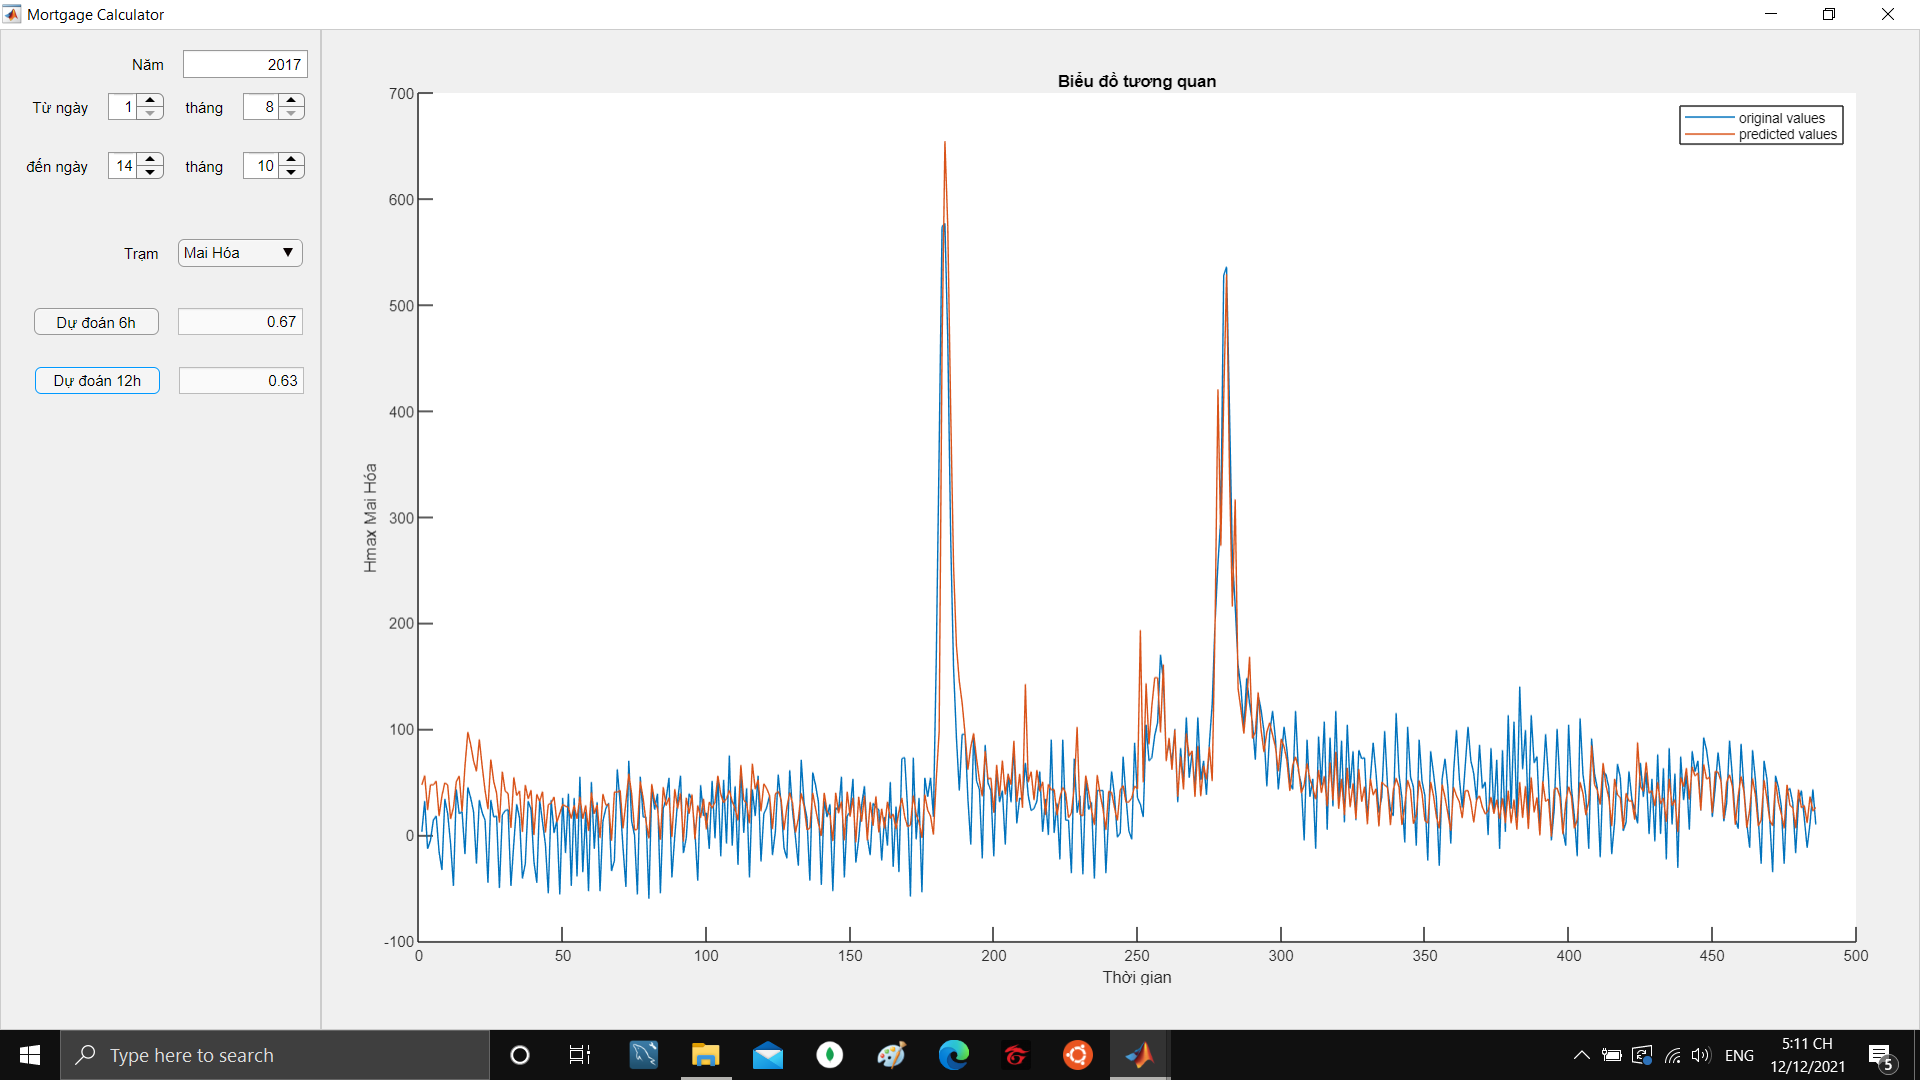 Mortgage Calculator
Năm 2017
Từ ngày 1 tháng 8
đến ngày 14 tháng 10
Trạm Mai Hóa
Dự đoán 6h 0.67
Dự đoán 12h 0.63
Biểu đồ tương quan
original values
predicted values
700
600
500
400
300
200
100
0
-100
Hmax Mai Hóa
0 50 100 150 200 250 300 350 400 450 500
Thời gian
Type here to search
ENG
5:11 CH
12/12/2021
5